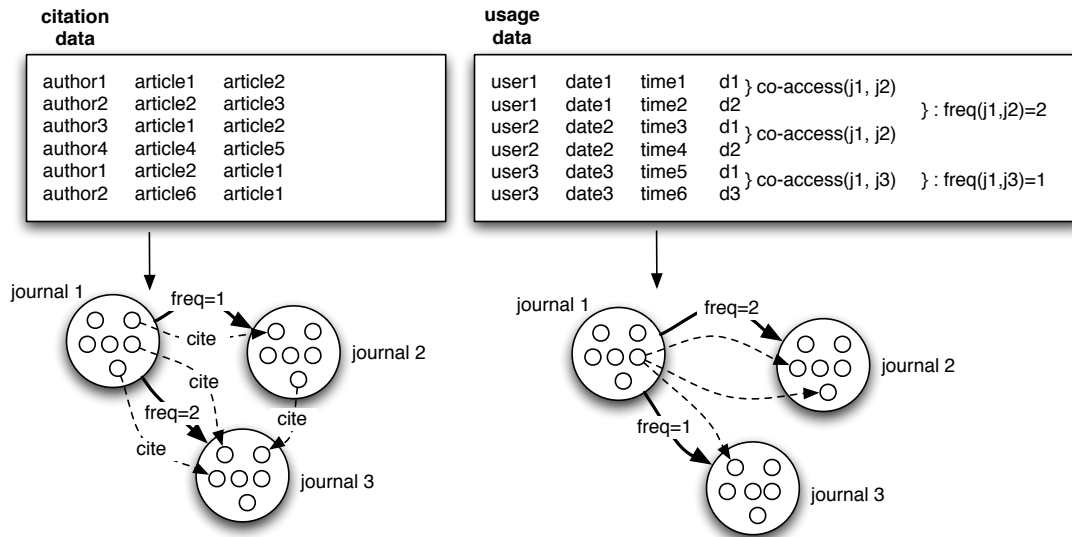 citation
data
author1 article1 article2
author2 article2 article3
author3 article1 article2
author4 article4 article5
author1 article2 article1
author2 article6 article1
journal 1
freq=1
cite
journal 2
cite
freq=2
cite
cite
journal 3
usage
data
user1 date1 time1 d1
} co-access(j1, j2)
user1 date1 time2 d2
} : freq(j1,j2)=2
user2 date2 time3 d1
} co-access(j1, j2)
user2 date2 time4 d2
user3 date3 time5 d1
} co-access(j1, j3) } : freq(j1,j3)=1
user3 date3 time6 d3
journal 1
freq=2
journal 2
freq=1
journal 3